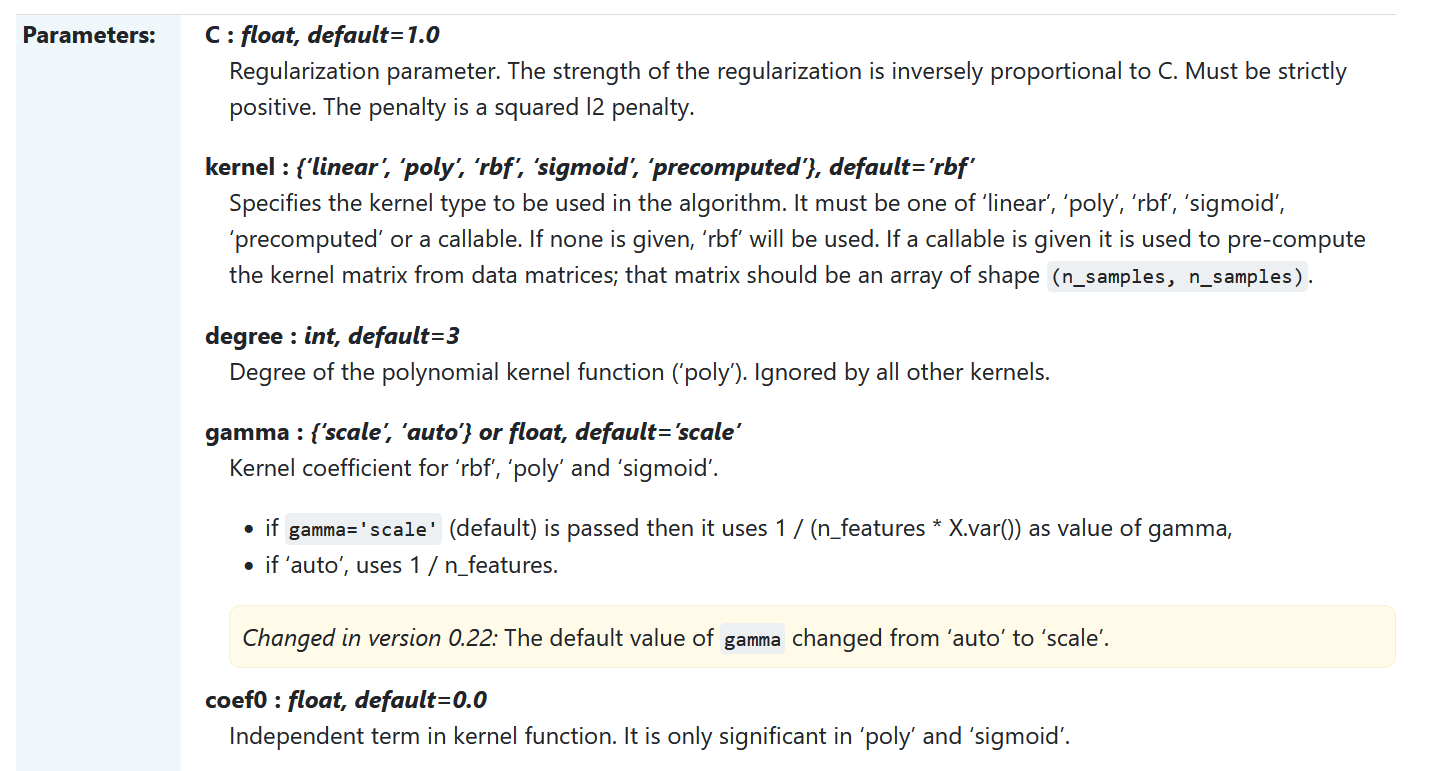 Parameters:
C : float, default=1.0
Regularization parameter. The strength of the regularization is inversely proportional to C. Must be strictly
positive. The penalty is a squared l2 penalty.
kernel : {‘linear’, ‘poly’, ‘rbf’, ‘sigmoid’, ‘precomputed’}, default=’rbf’
Specifies the kernel type to be used in the algorithm. It must be one of ‘linear’, ‘poly’, ‘rbf’, ‘sigmoid’,
‘precomputed’ or a callable. If none is given, ‘rbf’ will be used. If a callable is given it is used to pre-compute
the kernel matrix from data matrices; that matrix should be an array of shape (n_samples, n_samples).
degree : int, default=3
Degree of the polynomial kernel function (‘poly’). Ignored by all other kernels.
gamma : {‘scale’, ‘auto’} or float, default=’scale’
Kernel coefficient for ‘rbf’, ‘poly’ and ‘sigmoid’.
• if gamma='scale' (default) is passed then it uses 1 / (n_features * X.var()) as value of gamma,
• if ‘auto’, uses 1 / n_features.
Changed in version 0.22: The default value of gamma changed from ‘auto’ to ‘scale’.
coef0 : float, default=0.0
Independent term in kernel function. It is only significant in ‘poly’ and ‘sigmoid’.